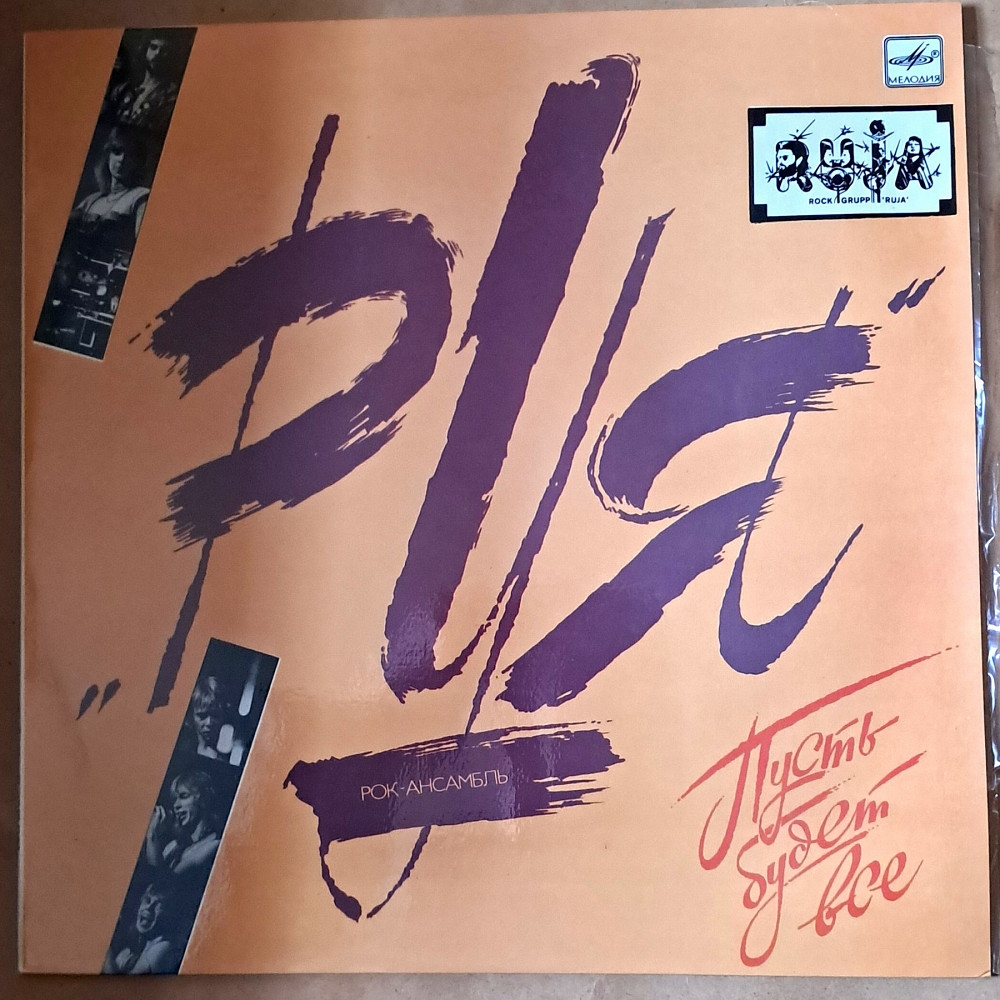 МЕЛОДИЯ
RUJA
ROCK GRUPP 'RUJA'
"Руя"
РОК-АНСАМБЛЬ
Пусть
будет
все